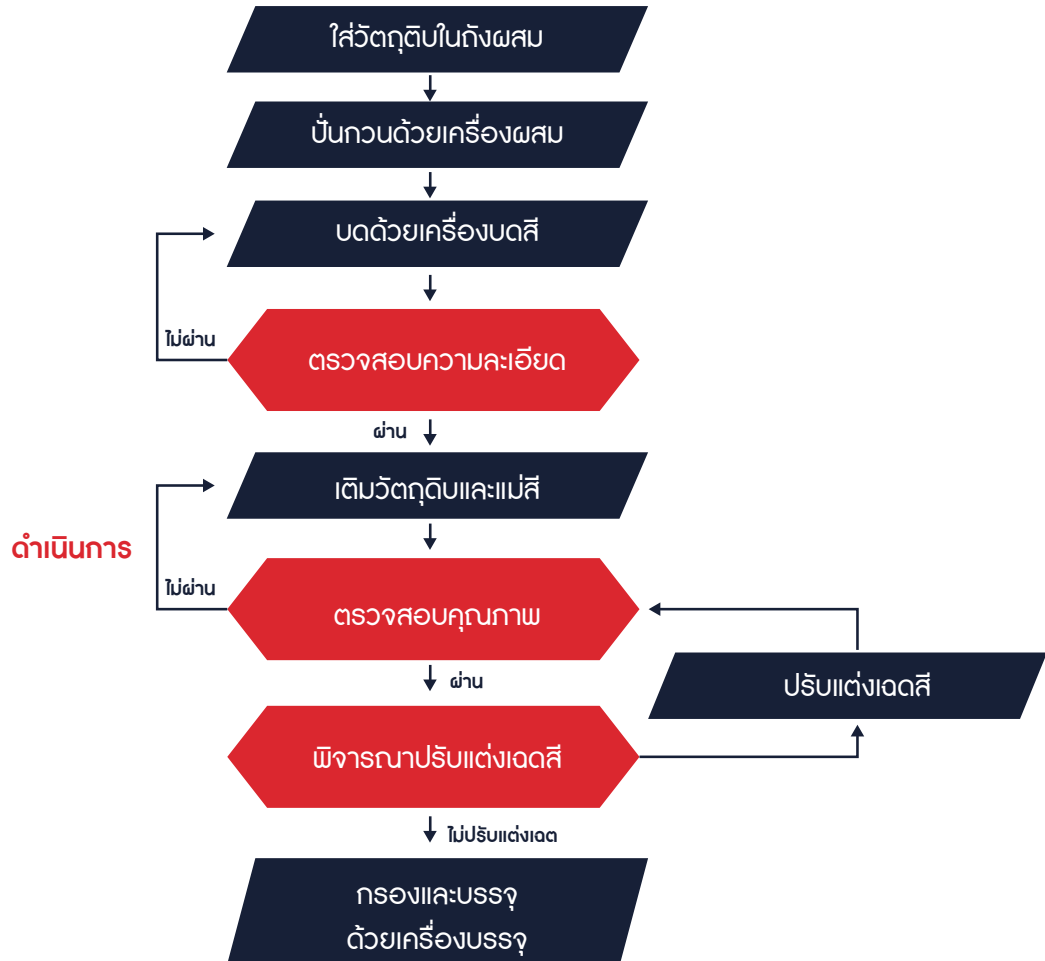 ใส่วัตถุติบในถังผสม
ปั่นกวนด้วยเครื่องผสม
บดด้วยเครื่องบดสี
ไม่ผ่าน
ตรวจสอบความละเอียด
ผ่าน
เติมวัตถุดิบและแม่สี
ดำเนินการ
ไม่ผ่าน
ตรวจสอบคุณภาพ
ผ่าน
ปรับแต่งเฉดสี
พิจารณาปรับแต่งเฉดสี
ไม่ปรับแต่งเฉต
กรองและบรรจุ
ด้วยเครื่องบรรจุ